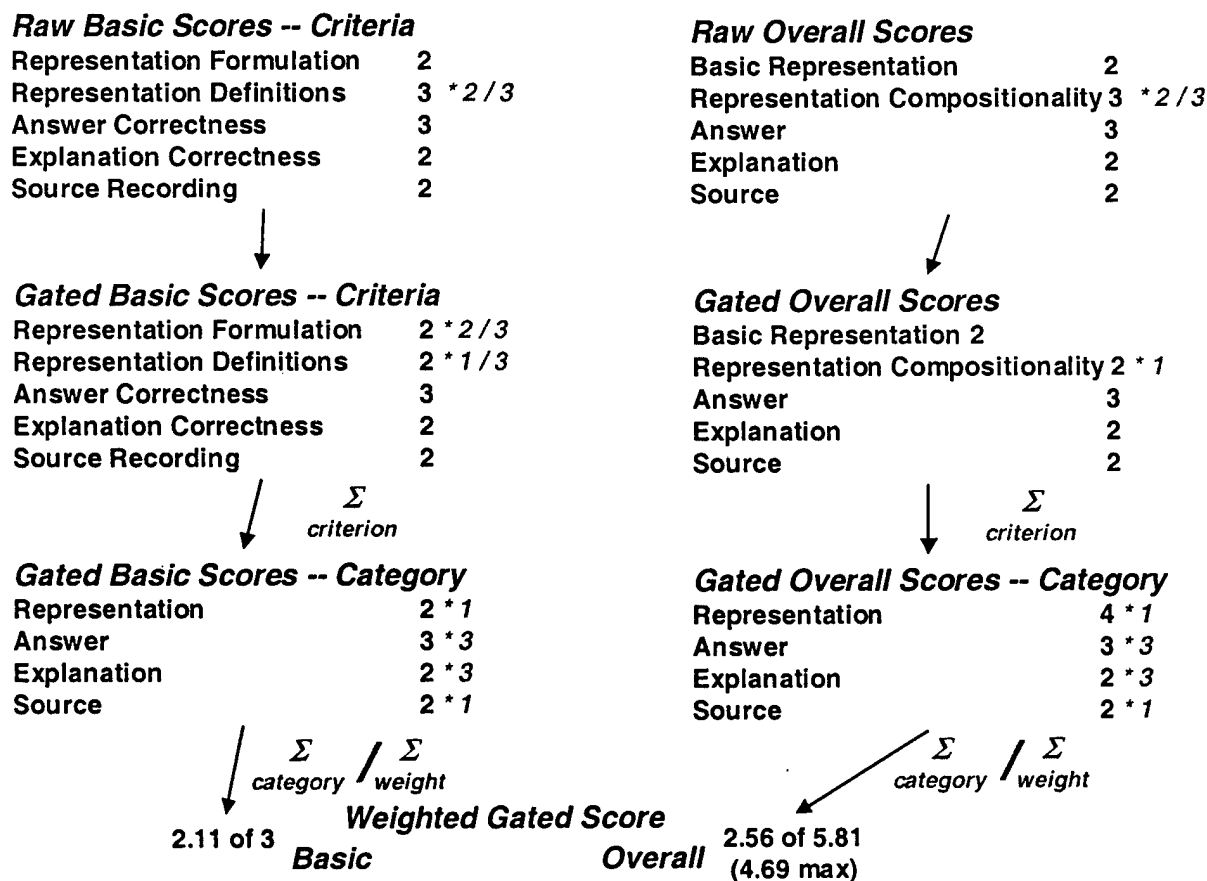 Raw Basic Scores -- Criteria
Representation Formulation 2
Representation Definitions 3 *2/3
Answer Correctness 3
Explanation Correctness 2
Source Recording 2
Raw Overall Scores
Basic Representation 2
Representation Compositionality 3 *2/3
Answer 3
Explanation 2
Source 2
Gated Basic Scores -- Criteria
Representation Formulation 2 *2/3
Representation Definitions 2 *1/3
Answer Correctness 3
Explanation Correctness 2
Source Recording 2
Gated Overall Scores
Basic Representation 2
Representation Compositionality 2 *1
Answer 3
Explanation 2
Source 2
Σ
criterion
Σ
criterion
Gated Basic Scores -- Category
Representation 2 *1
Answer 3 *3
Explanation 2 *3
Source 2 *1
Gated Overall Scores -- Category
Representation 4 *1
Answer 3 *3
Explanation 2 *3
Source 2 *1
Σ / Σ
category weight
Σ / Σ
category weight
Weighted Gated Score
2.11 of 3 Basic
Overall 2.56 of 5.81
(4.69 max)